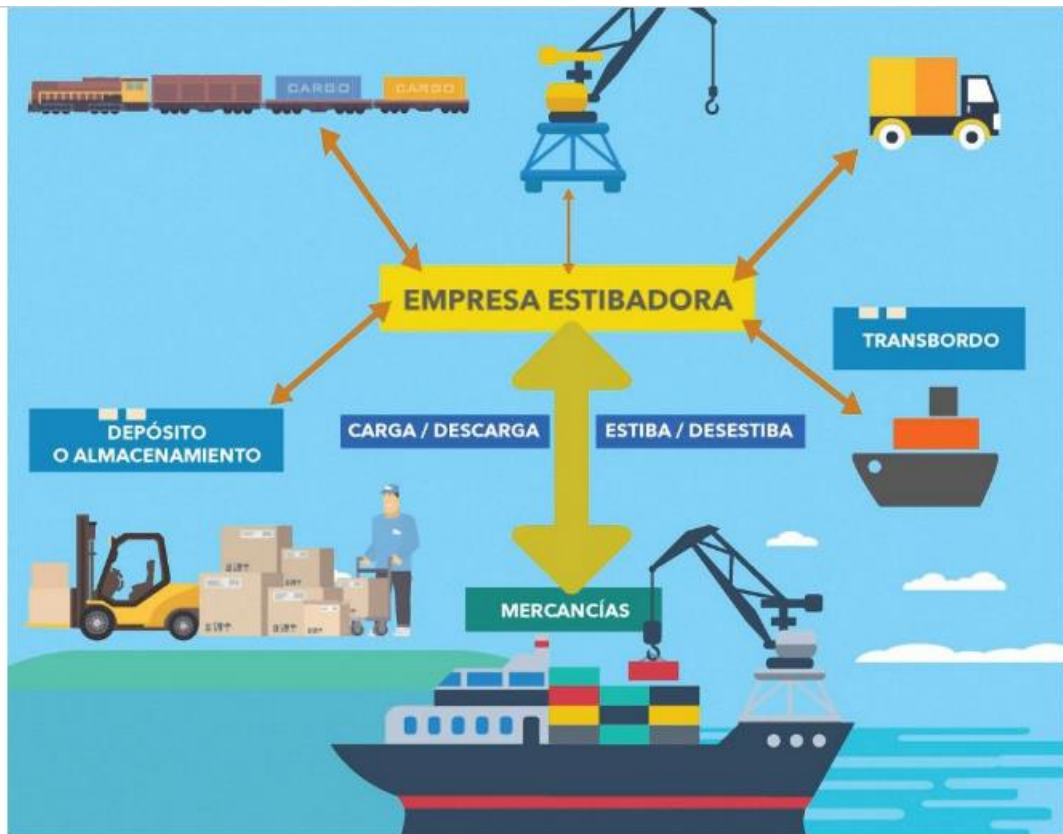 CARGO
CARGO
EMPRESA ESTIBADORA
TRANSBORDO
DEPÓSITO
O ALMACENAMIENTO
CARGA / DESCARGA
ESTIBA / DESESTIBA
MERCANCÍAS